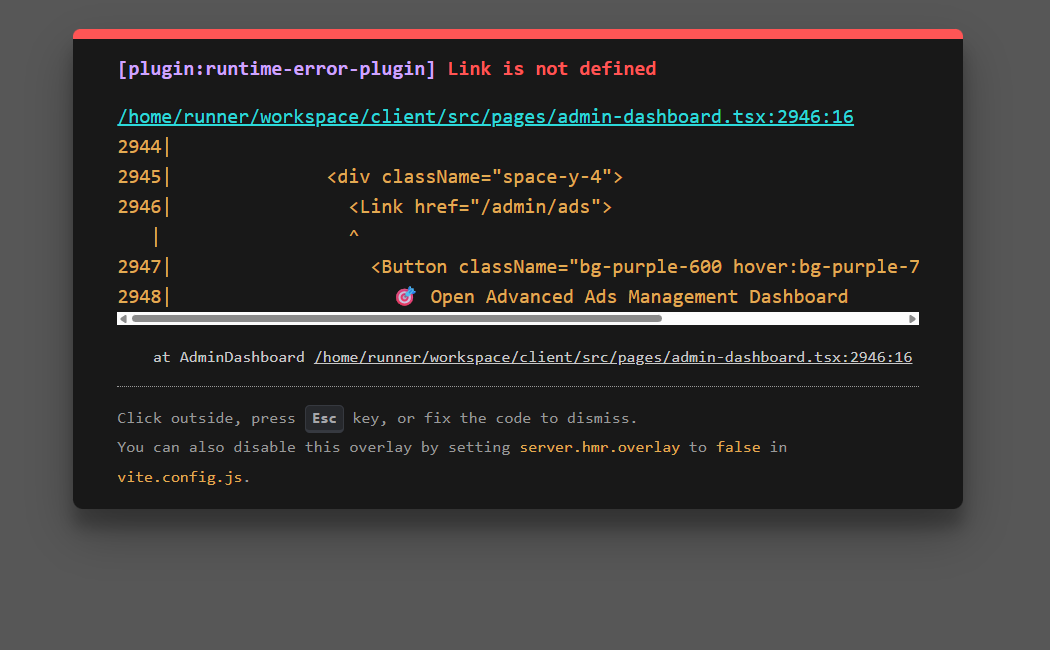 [plugin:runtime-error-plugin] Link is not defined
/home/runner/workspace/client/src/pages/admin-dashboard.tsx:2946:16
2944|
2945|              <div className="space-y-4">
2946|                <Link href="/admin/ads">
   |                ^
2947|                  <Button className="bg-purple-600 hover:bg-purple-7
2948|                    🎯 Open Advanced Ads Management Dashboard
at AdminDashboard /home/runner/workspace/client/src/pages/admin-dashboard.tsx:2946:16
Click outside, press Esc key, or fix the code to dismiss.
You can also disable this overlay by setting server.hmr.overlay to false in
vite.config.js.